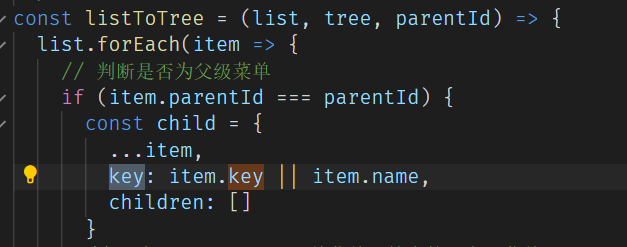 const listToTree = (list, tree, parentId) => {
list.forEach(item => {
// 判断是否为父级菜单
if (item.parentId === parentId) {
const child = {
...item,
key: item.key || item.name,
children: []
}